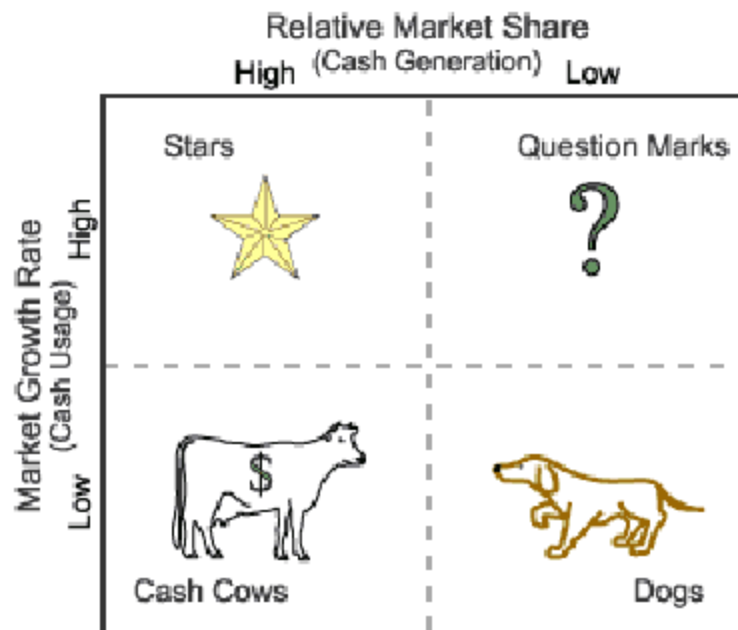 Relative Market Share
(Cash Generation)
High
Low
Stars
Question Marks
?
Market Growth Rate
(Cash Usage)
High
Low
$
Cash Cows
Dogs